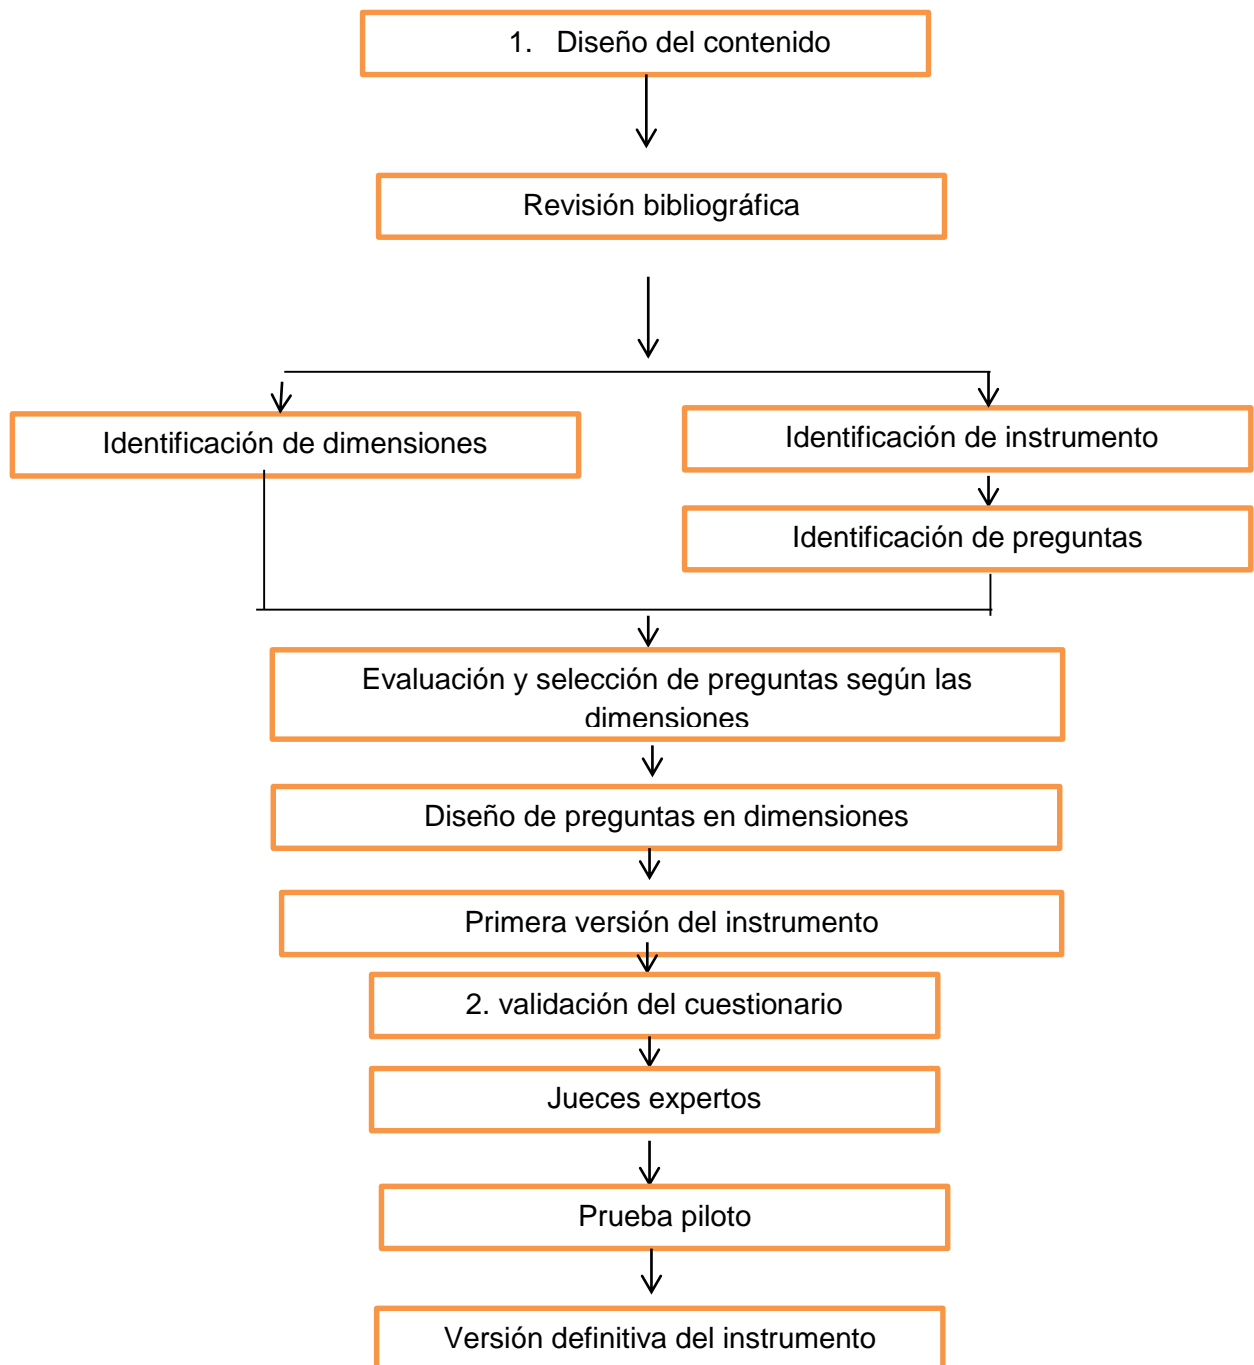 1. Diseño del contenido
Revisión bibliográfica
Identificación de dimensiones
Identificación de instrumento
Identificación de preguntas
Evaluación y selección de preguntas según las
dimensiones
Diseño de preguntas en dimensiones
Primera versión del instrumento
2. validación del cuestionario
Jueces expertos
Prueba piloto
Versión definitiva del instrumento